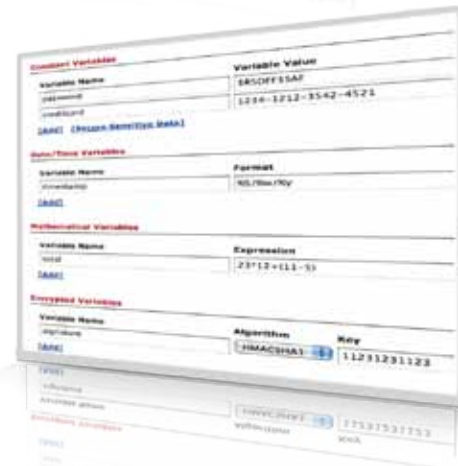 Constant Variables
Variable Name Variable Value
password
creditcard 1234-1212-3542-4521
[Add]
Date/Time Variables
Variable Name Format
timestamp
[Add]
Mathematical Variables
Variable Name Expression
total 23*12+(11-5)
[Add]
Encrypted Variables
Variable Name Algorithm Key
signature HMACSHA1 11231231123
[Add]